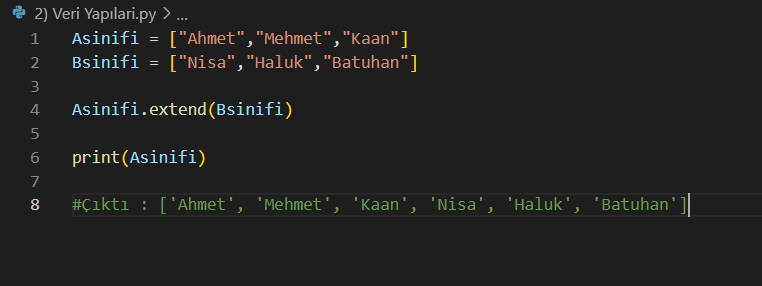 2) Veri Yapılari.py > ...
1 Asinifi = ["Ahmet","Mehmet","Kaan"]
2 Bsinifi = ["Nisa","Haluk","Batuhan"]
3
4 Asinifi.extend(Bsinifi)
5
6 print(Asinifi)
7
8 #Çıktı : ['Ahmet', 'Mehmet', 'Kaan', 'Nisa', 'Haluk', 'Batuhan']